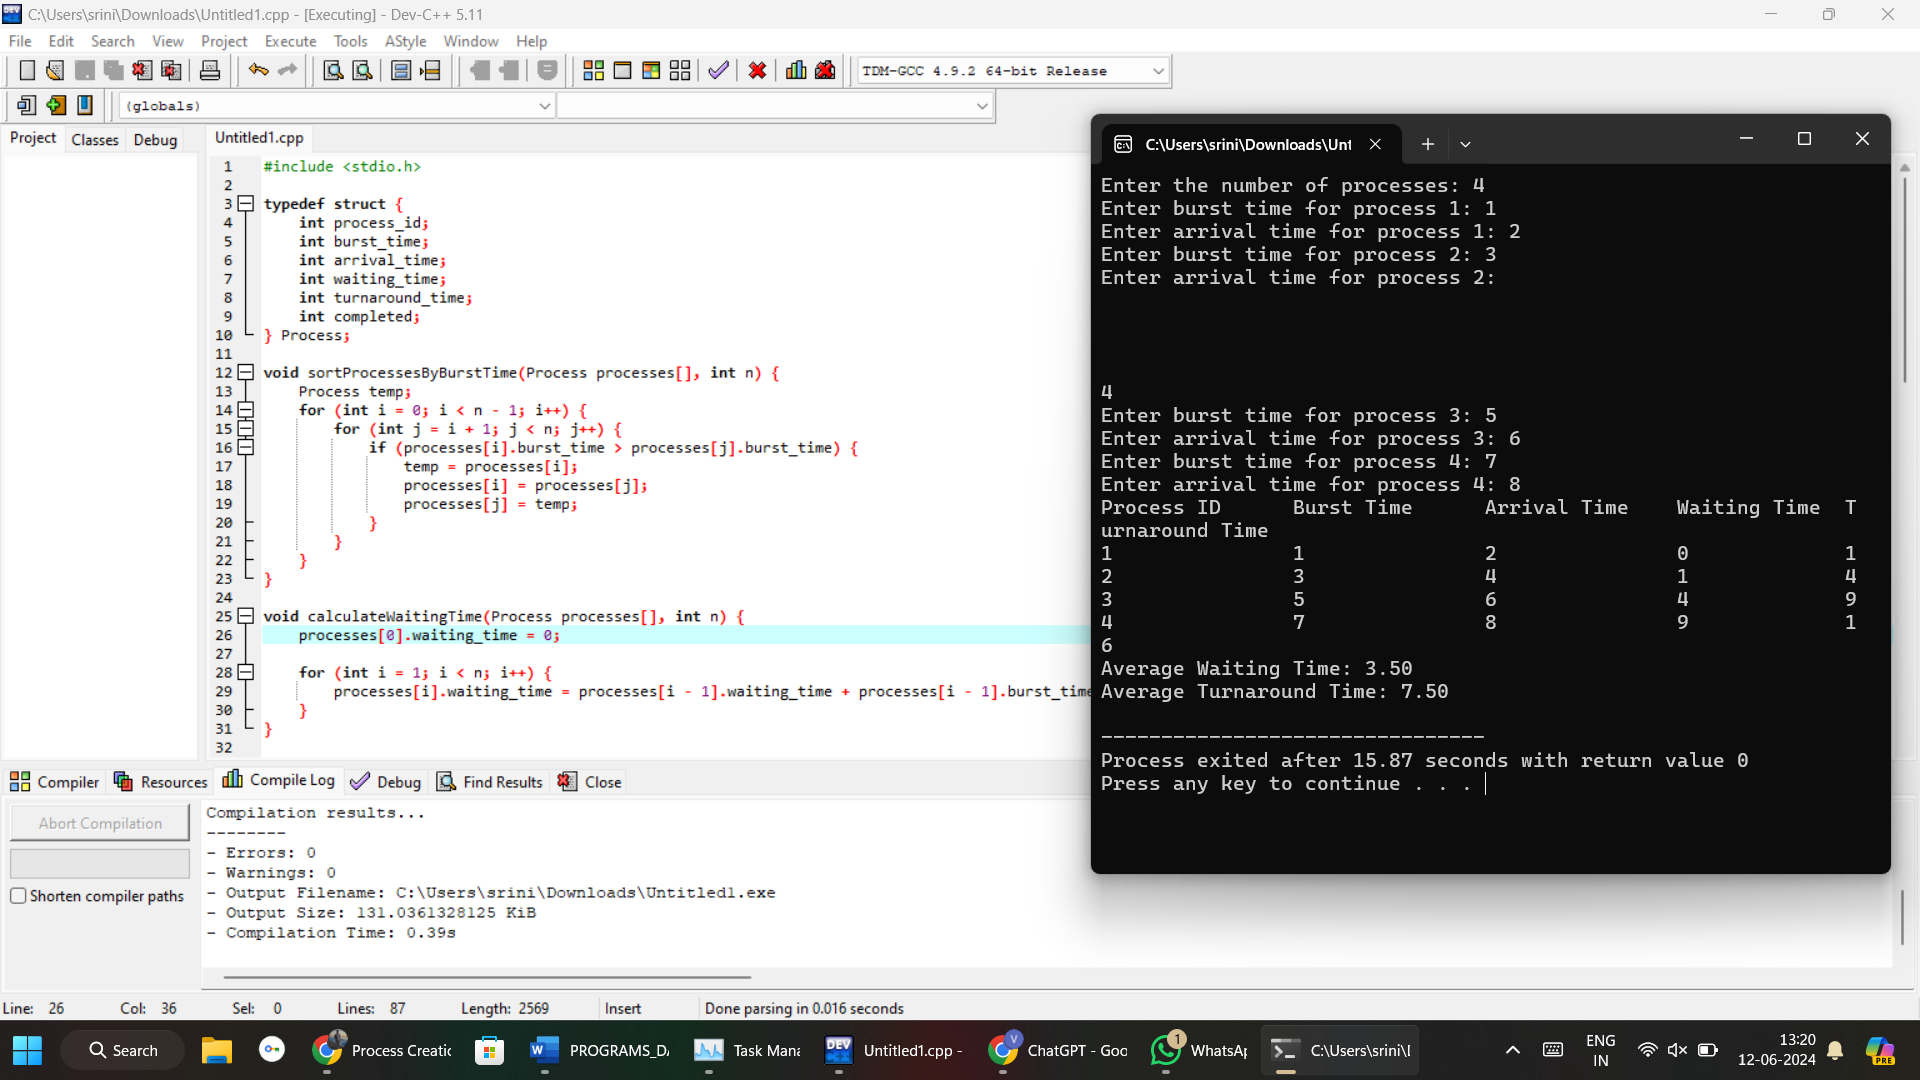 C:\Users\srini\Downloads\Untitled1.cpp - [Executing] - Dev-C++ 5.11
File Edit Search View Project Execute Tools AStyle Window Help
TDM-GCC 4.9.2 64-bit Release
(globals)
Project Classes Debug
Untitled1.cpp
1 #include <stdio.h>
2
3 typedef struct {
4 int process_id;
5 int burst_time;
6 int arrival_time;
7 int waiting_time;
8 int turnaround_time;
9 int completed;
10 } Process;
11
12 void sortProcessesByBurstTime(Process processes[], int n) {
13 Process temp;
14 for (int i = 0; i < n - 1; i++) {
15 for (int j = i + 1; j < n; j++) {
16 if (processes[i].burst_time > processes[j].burst_time) {
17 temp = processes[i];
18 processes[i] = processes[j];
19 processes[j] = temp;
20 }
21 }
22 }
23 }
24
25 void calculateWaitingTime(Process processes[], int n) {
26 processes[0].waiting_time = 0;
27
28 for (int i = 1; i < n; i++) {
29 processes[i].waiting_time = processes[i - 1].waiting_time + processes[i - 1].burst_time
30 }
31 }
32
C:\Users\srini\Downloads\Unt
Enter the number of processes: 4
Enter burst time for process 1: 1
Enter arrival time for process 1: 2
Enter burst time for process 2: 3
Enter arrival time for process 2:
4
Enter burst time for process 3: 5
Enter arrival time for process 3: 6
Enter burst time for process 4: 7
Enter arrival time for process 4: 8
Process ID Burst Time Arrival Time Waiting Time T
urnaround Time
1 1 2 0 1
2 3 4 1 4
3 5 6 4 9
4 7 8 9 1
6
Average Waiting Time: 3.50
Average Turnaround Time: 7.50
--------------------------------
Process exited after 15.87 seconds with return value 0
Press any key to continue . . .
Compiler Resources Compile Log Debug Find Results Close
Abort Compilation
Shorten compiler paths
Compilation results...
--------
- Errors: 0
- Warnings: 0
- Output Filename: C:\Users\srini\Downloads\Untitled1.exe
- Output Size: 131.0361328125 KiB
- Compilation Time: 0.39s
Line: 26 Col: 36 Sel: 0 Lines: 87 Length: 2569 Insert Done parsing in 0.016 seconds
Search Process Creatic PROGRAMS_D Task Mana DEV Untitled1.cpp - V ChatGPT - Goo 1 WhatsA C:\Users\srini\ ENG 13:20
IN 12-06-2024 PRE